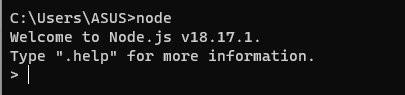 C:\Users\ASUS>node
Welcome to Node.js v18.17.1.
Type ".help" for more information.
>